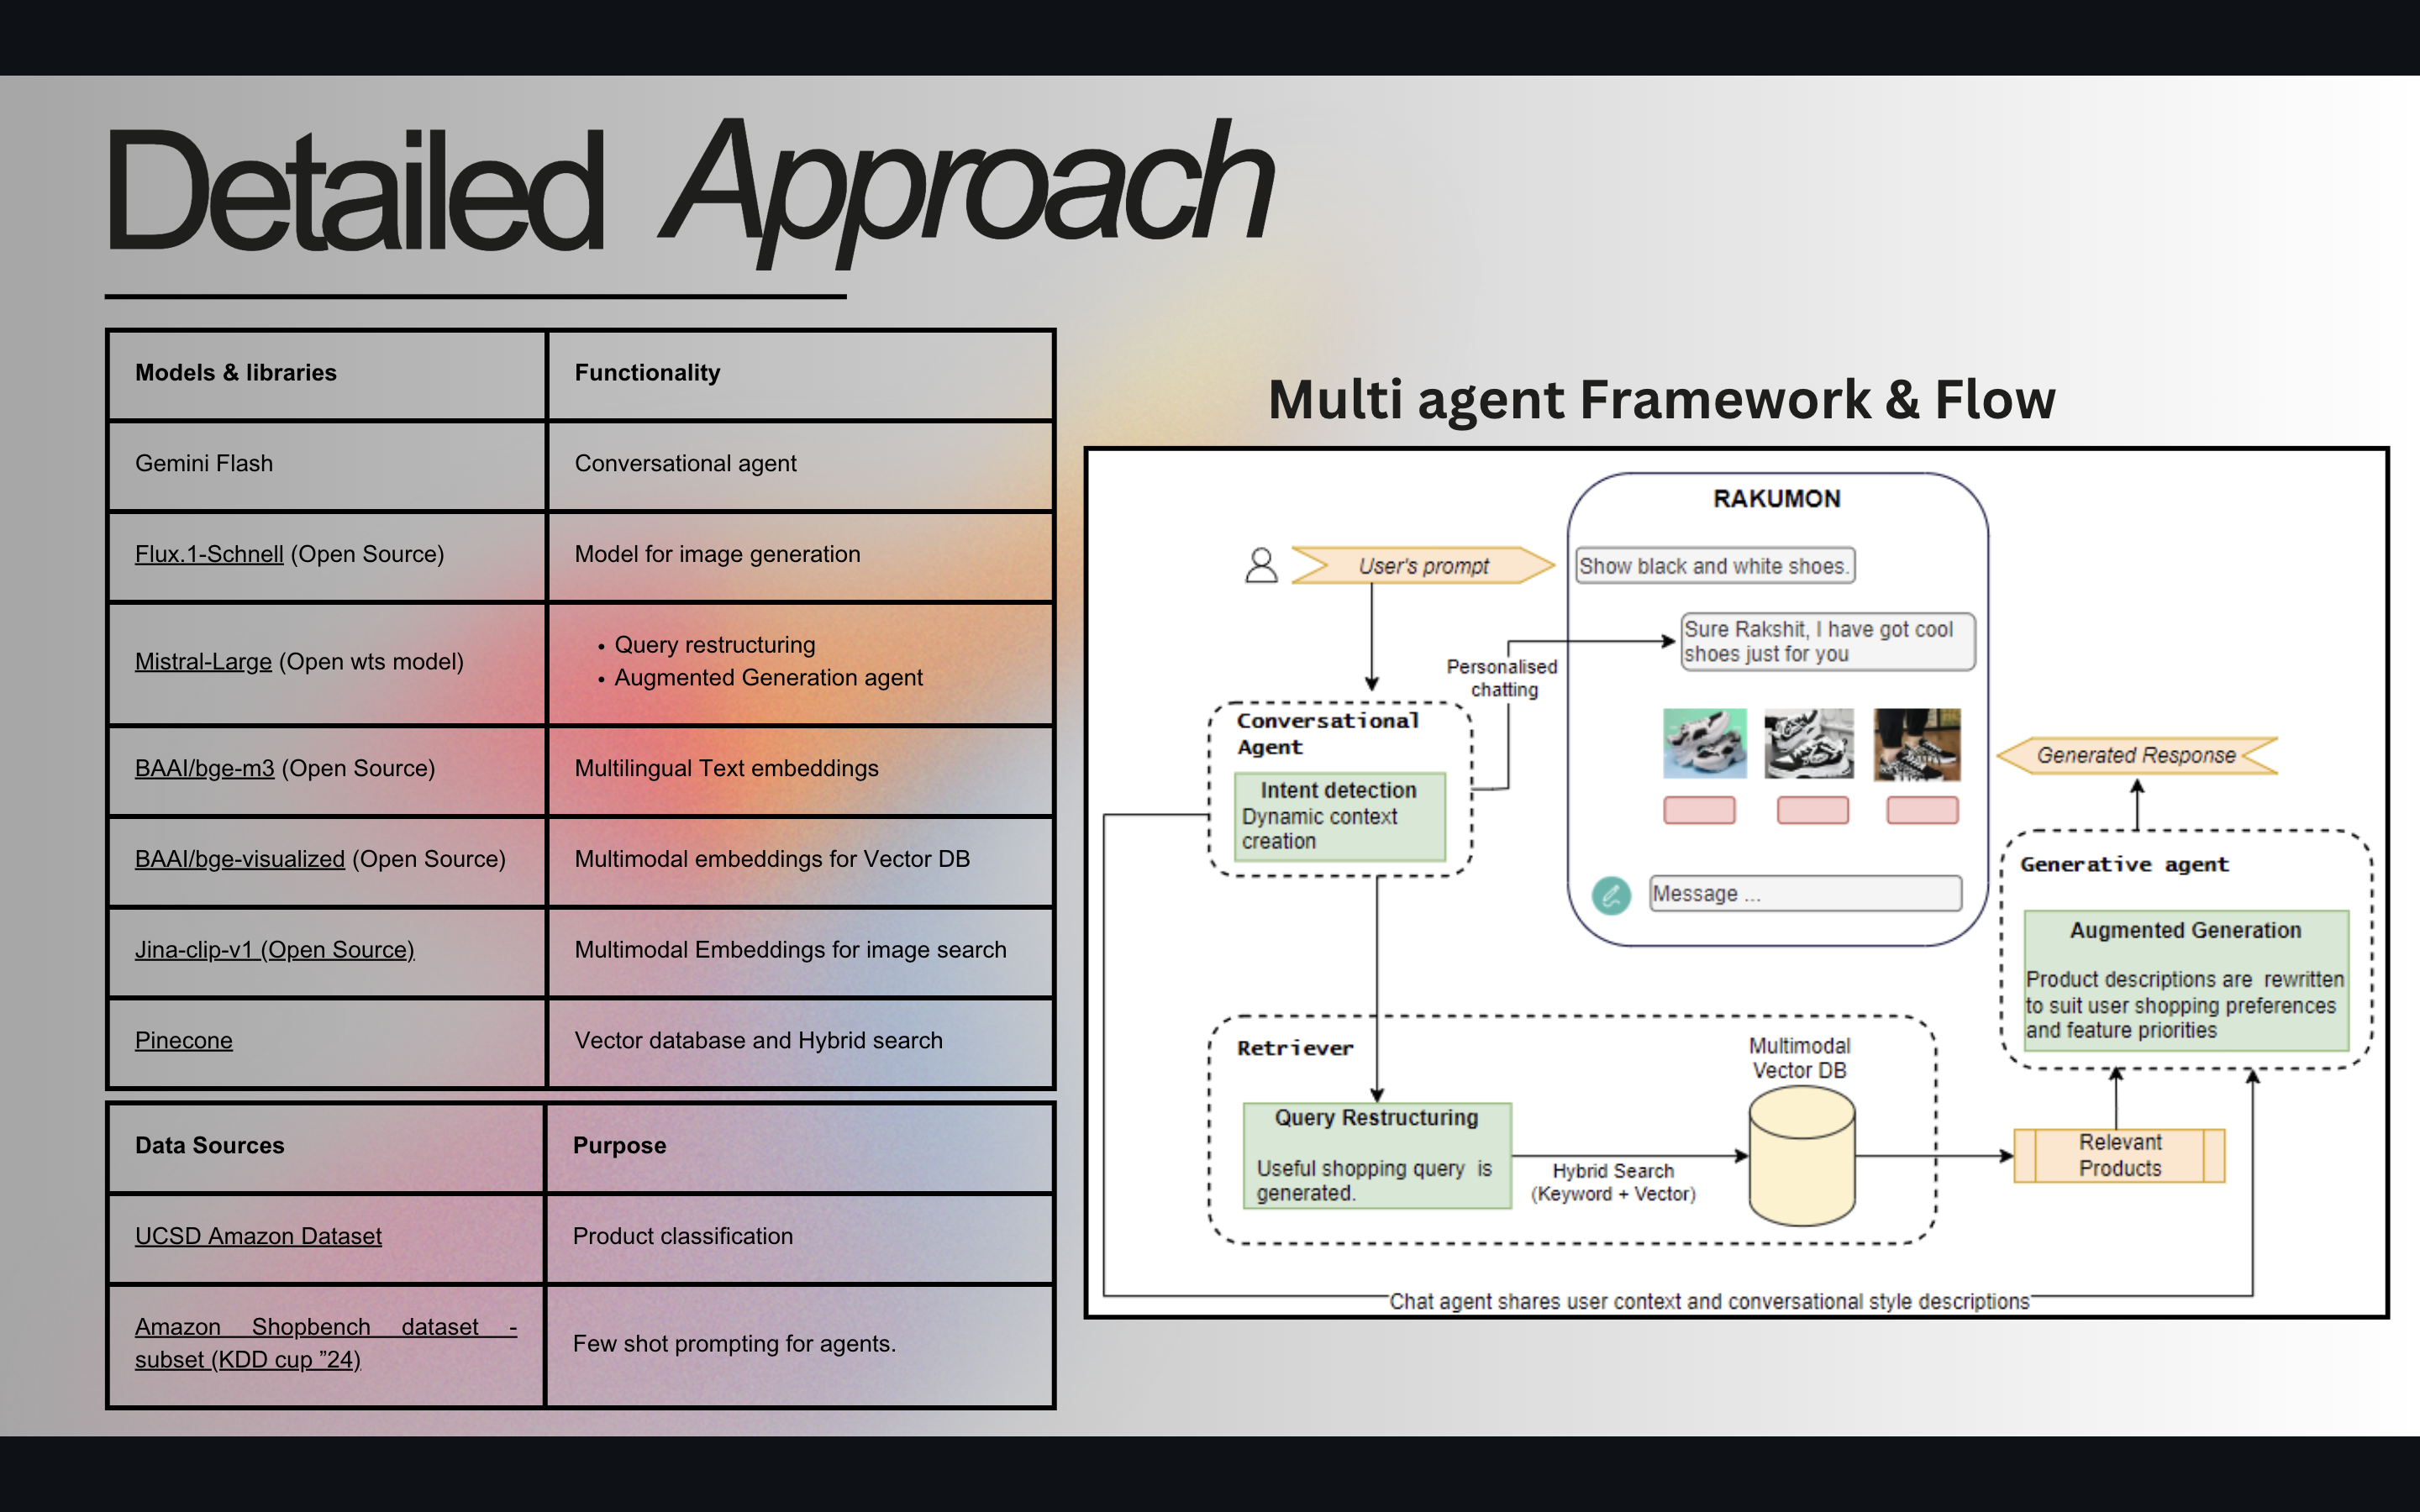 Detailed Approach
Models & libraries
Functionality
Gemini Flash
Conversational agent
Flux.1-Schnell (Open Source)
Model for image generation
Mistral-Large (Open wts model)
• Query restructuring
• Augmented Generation agent
BAAI/bge-m3 (Open Source)
Multilingual Text embeddings
BAAI/bge-visualized (Open Source)
Multimodal embeddings for Vector DB
Jina-clip-v1 (Open Source)
Multimodal Embeddings for image search
Pinecone
Vector database and Hybrid search
Data Sources
Purpose
UCSD Amazon Dataset
Product classification
Amazon Shopbench dataset -
subset (KDD cup ”24)
Few shot prompting for agents.
Multi agent Framework & Flow
RAKUMON
User's prompt
Show black and white shoes.
Sure Rakshit, I have got cool
shoes just for you
Personalised
chatting
Conversational
Agent
Intent detection
Dynamic context
creation
Message ...
Generated Response
Generative agent
Augmented Generation
Product descriptions are rewritten
to suit user shopping preferences
and feature priorities
Retriever
Query Restructuring
Useful shopping query is
generated.
Hybrid Search
(Keyword + Vector)
Multimodal
Vector DB
Relevant
Products
Chat agent shares user context and conversational style descriptions